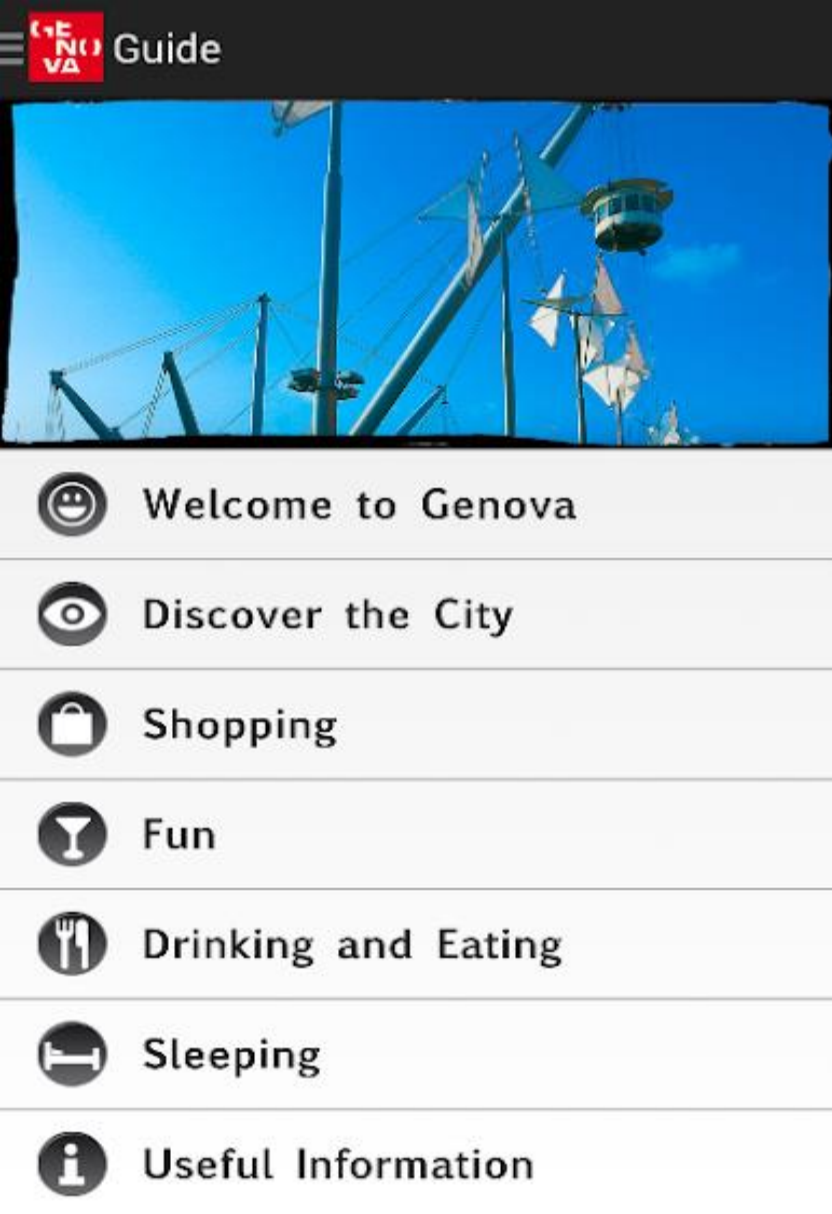 GE
NO
VA
Guide
Welcome to Genova
Discover the City
Shopping
Fun
Drinking and Eating
Sleeping
Useful Information